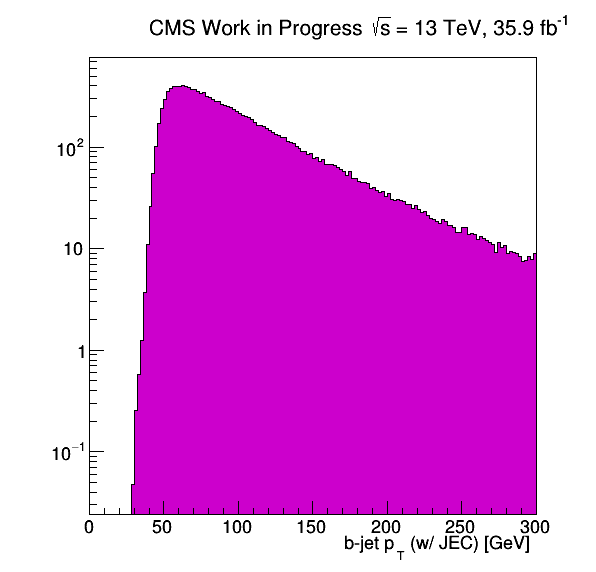 CMS Work in Progress √s = 13 TeV, 35.9 fb⁻¹
10²
10
1
10⁻¹
0 50 100 150 200 250 300
b-jet p_T (w/ JEC) [GeV]